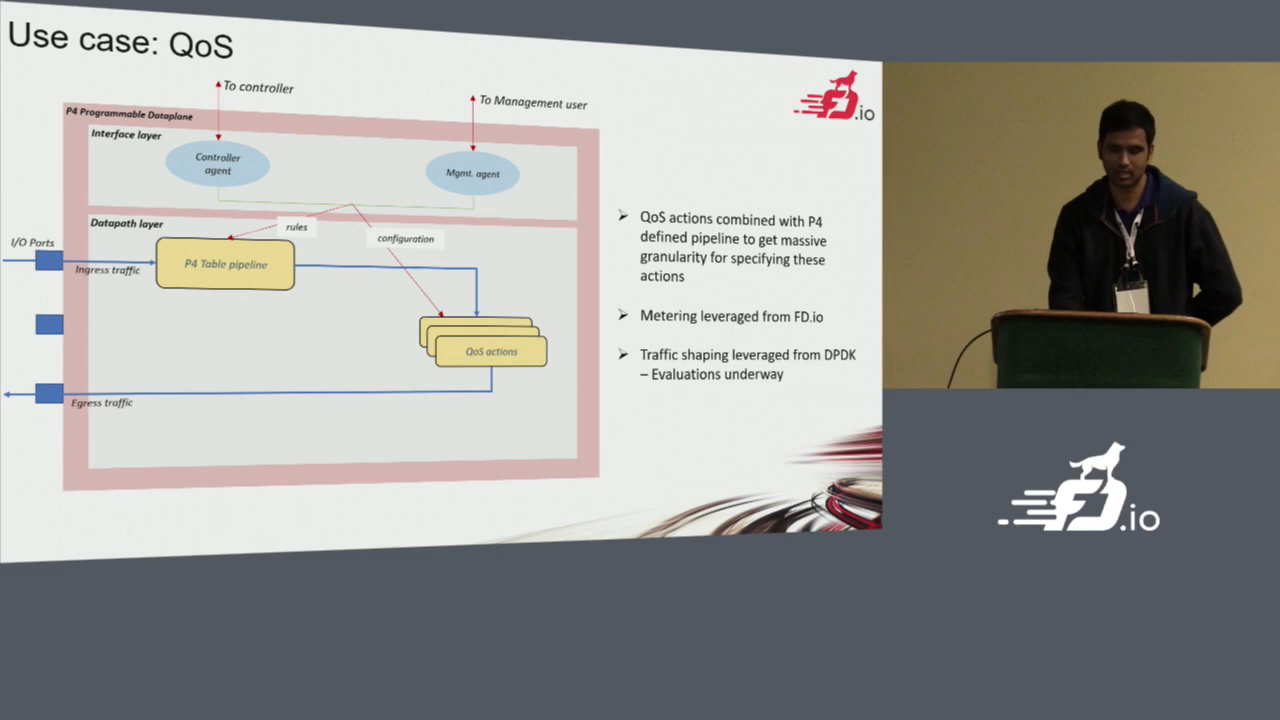 Use case: QoS
To controller
To Management user
P4 Programmable Dataplane
Interface layer
Controller
agent
Mgmt. agent
Datapath layer
rules
configuration
I/O Ports
Ingress traffic
P4 Table pipeline
QoS actions
Egress traffic
FD.io
➢ QoS actions combined with P4
defined pipeline to get massive
granularity for specifying these
actions
➢ Metering leveraged from FD.io
➢ Traffic shaping leveraged from DPDK
– Evaluations underway
FD.io